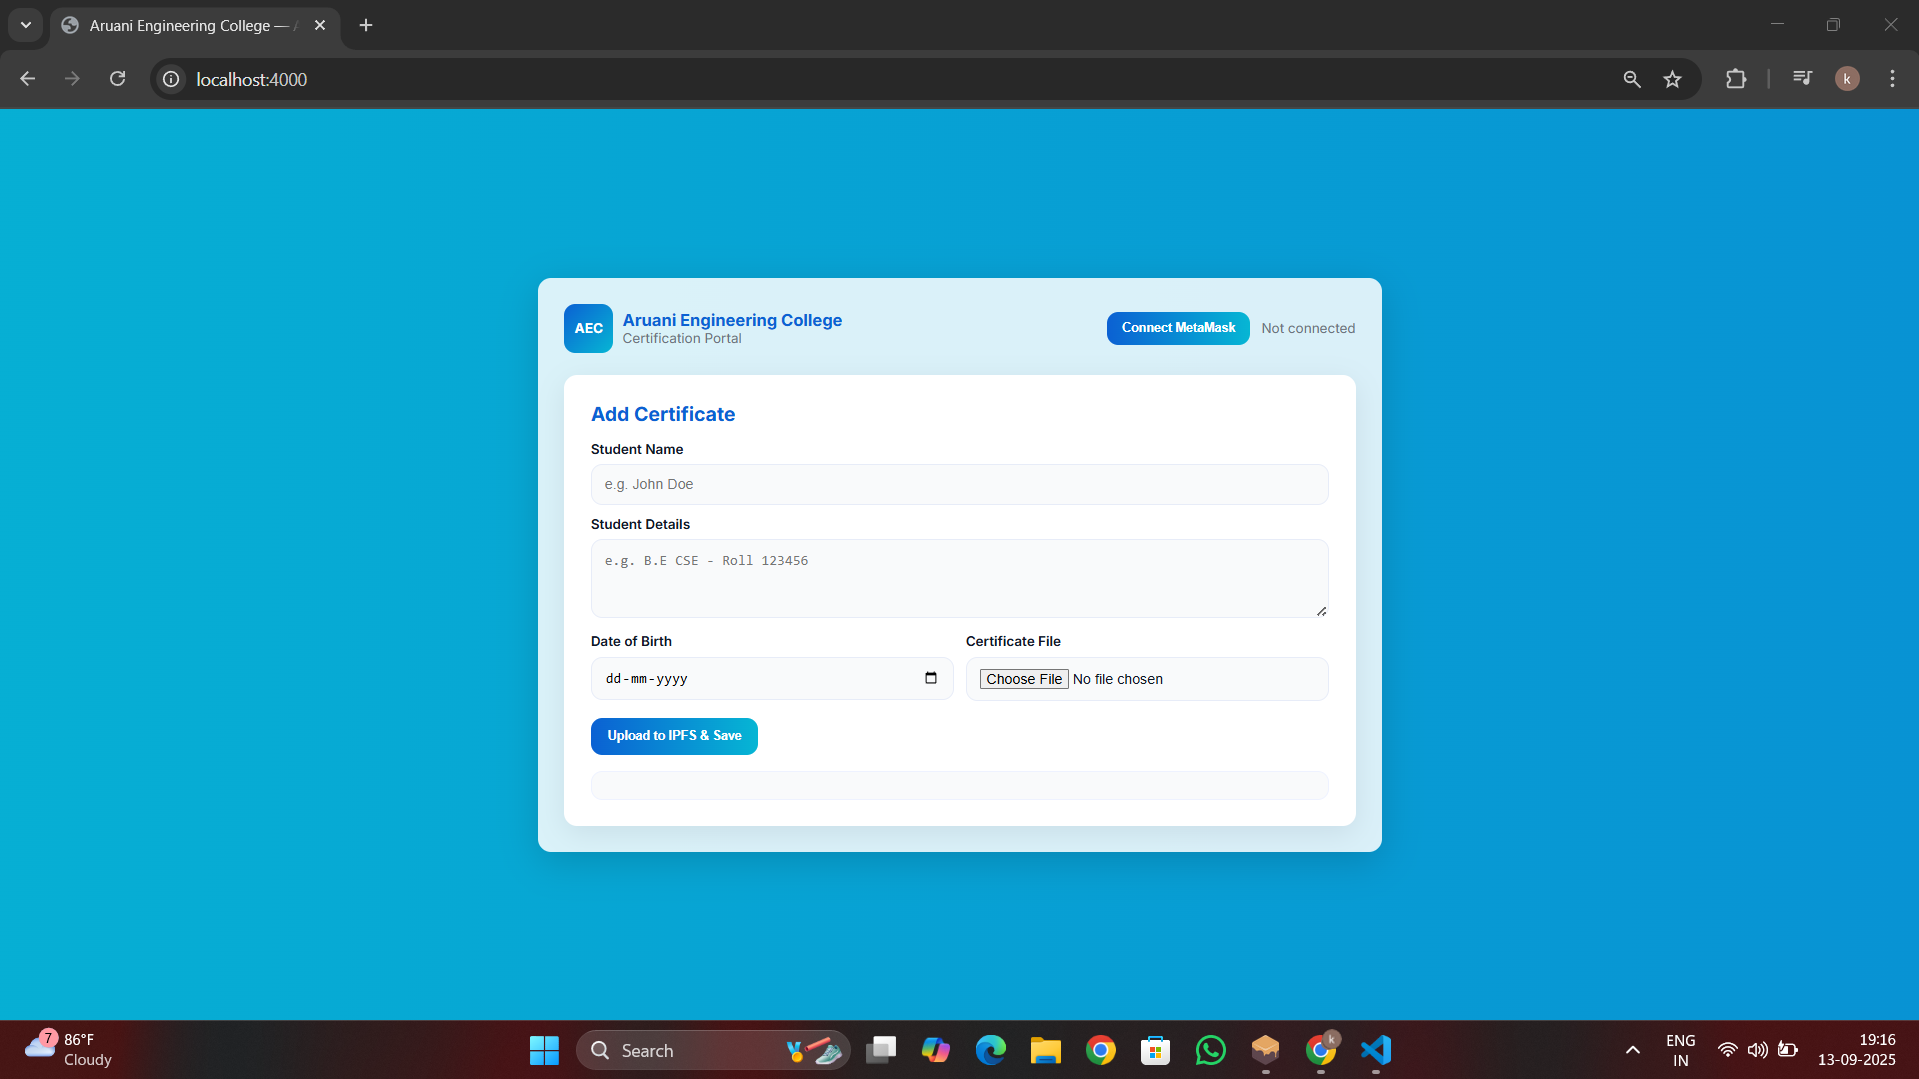 Aruani Engineering College —
localhost:4000
k
AEC
Aruani Engineering College
Certification Portal
Connect MetaMask
Not connected
Add Certificate
Student Name
e.g. John Doe
Student Details
e.g. B.E CSE - Roll 123456
Date of Birth
Certificate File
dd-mm-yyyy
Choose File No file chosen
Upload to IPFS & Save
7
86°F
Cloudy
Search
k
ENG
IN
19:16
13-09-2025